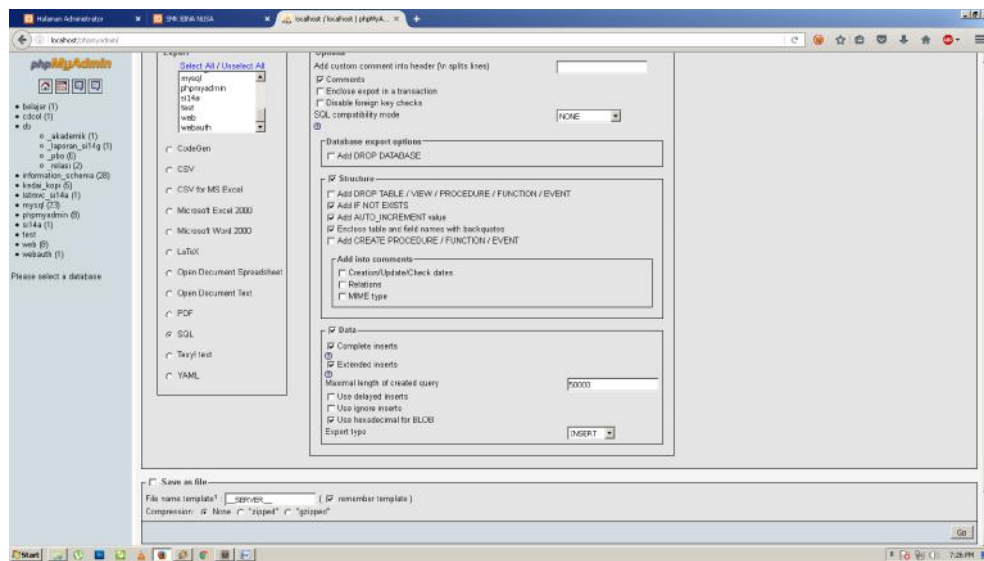 Halaman Administrator
SMK BINA NUSA
localhost / localhost | phpMyA...
localhost/phpmyadmin/
phpMyAdmin
belajar (1)
cdcol (1)
db
_akademik (1)
_laporan_si14g (1)
_pbo (6)
_relasi (2)
information_schema (28)
kedai_kopi (5)
mysql (23)
phpmyadmin (8)
si14a (1)
test
web (8)
webauth (1)
Please select a database
Export
Select All / Unselect All
mysql
phpmyadmin
si14a
test
web
webauth
CodeGen
CSV
CSV for MS Excel
Microsoft Excel 2000
Microsoft Word 2000
LaTeX
Open Document Spreadsheet
Open Document Text
PDF
SQL
Texy! text
YAML
Options
Add custom comment into header (\n splits lines)
Comments
Enclose export in a transaction
Disable foreign key checks
SQL compatibility mode
NONE
Database export options
Add DROP DATABASE
Structure
Add DROP TABLE / VIEW / PROCEDURE / FUNCTION / EVENT
Add IF NOT EXISTS
Add AUTO_INCREMENT value
Enclose table and field names with backquotes
Add CREATE PROCEDURE / FUNCTION / EVENT
Add into comments
Creation/Update/Check dates
Relations
MIME type
Data
Complete inserts
Extended inserts
Maximal length of created query
50000
Use delayed inserts
Use ignore inserts
Use hexadecimal for BLOB
Export type
INSERT
Save as file
File name template¹ : __SERVER__ ( remember template )
Compression: None "zipped" "gzipped"
Go
Start
7:26 PM